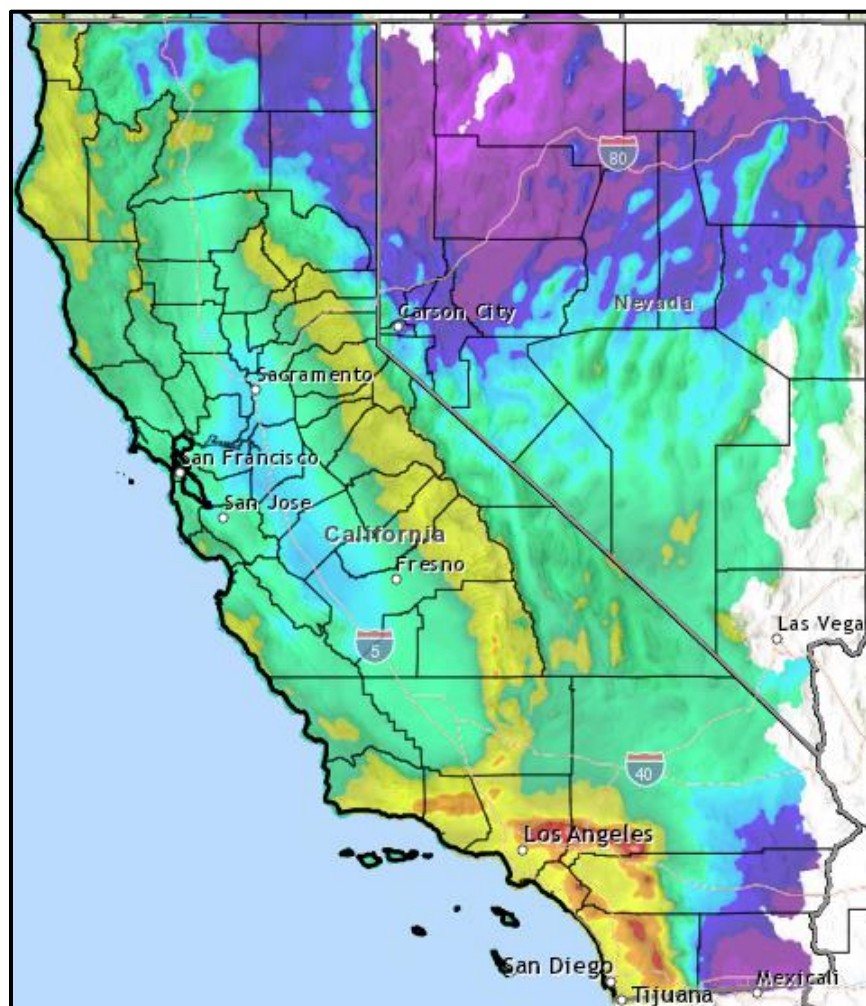 80
Nevada
Carson City
Sacramento
San Francisco
San Jose
California
Fresno
5
Las Vega
40
Los Angeles
San Diego
Mexicali
Tijuana